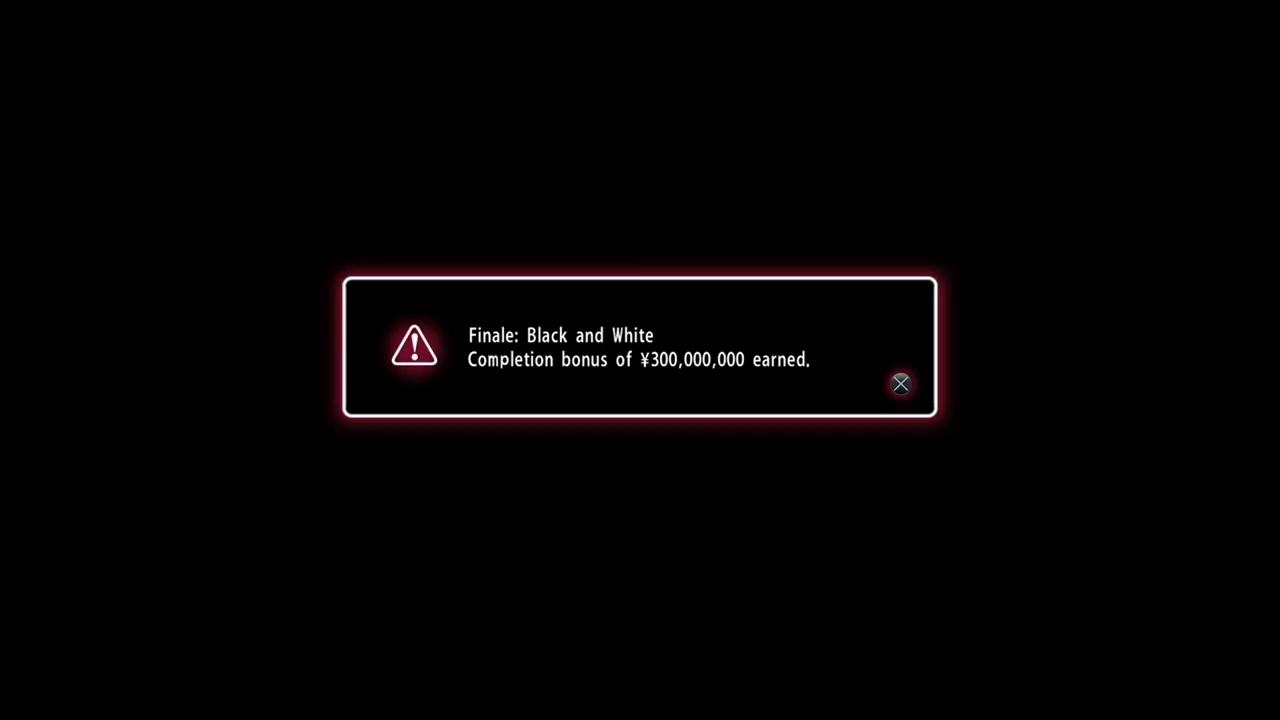 Finale: Black and White
Completion bonus of ¥300,000,000 earned.